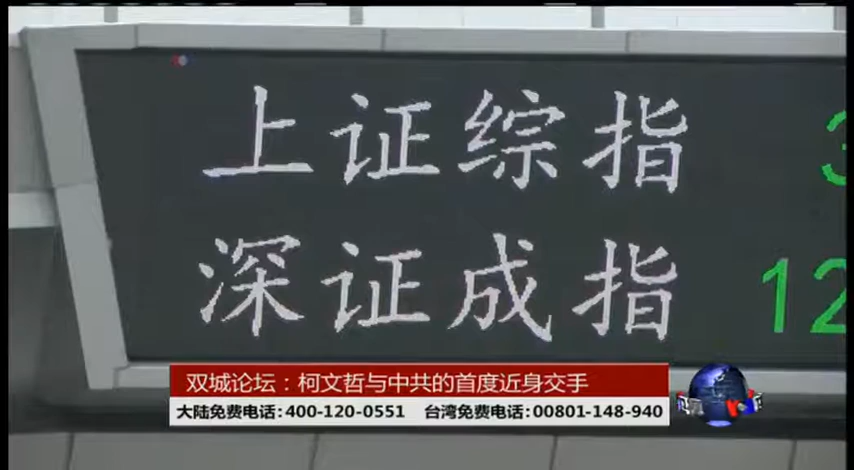 上证综指 3
深证成指 12
双城论坛：柯文哲与中共的首度近身交手
大陆免费电话：400-120-0551 台湾免费电话：00801-148-940